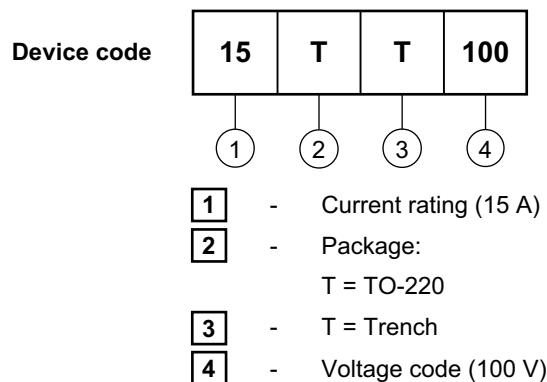 Device code 15 T T 100
1 2 3 4
1 - Current rating (15 A)
2 - Package:
T = TO-220
3 - T = Trench
4 - Voltage code (100 V)